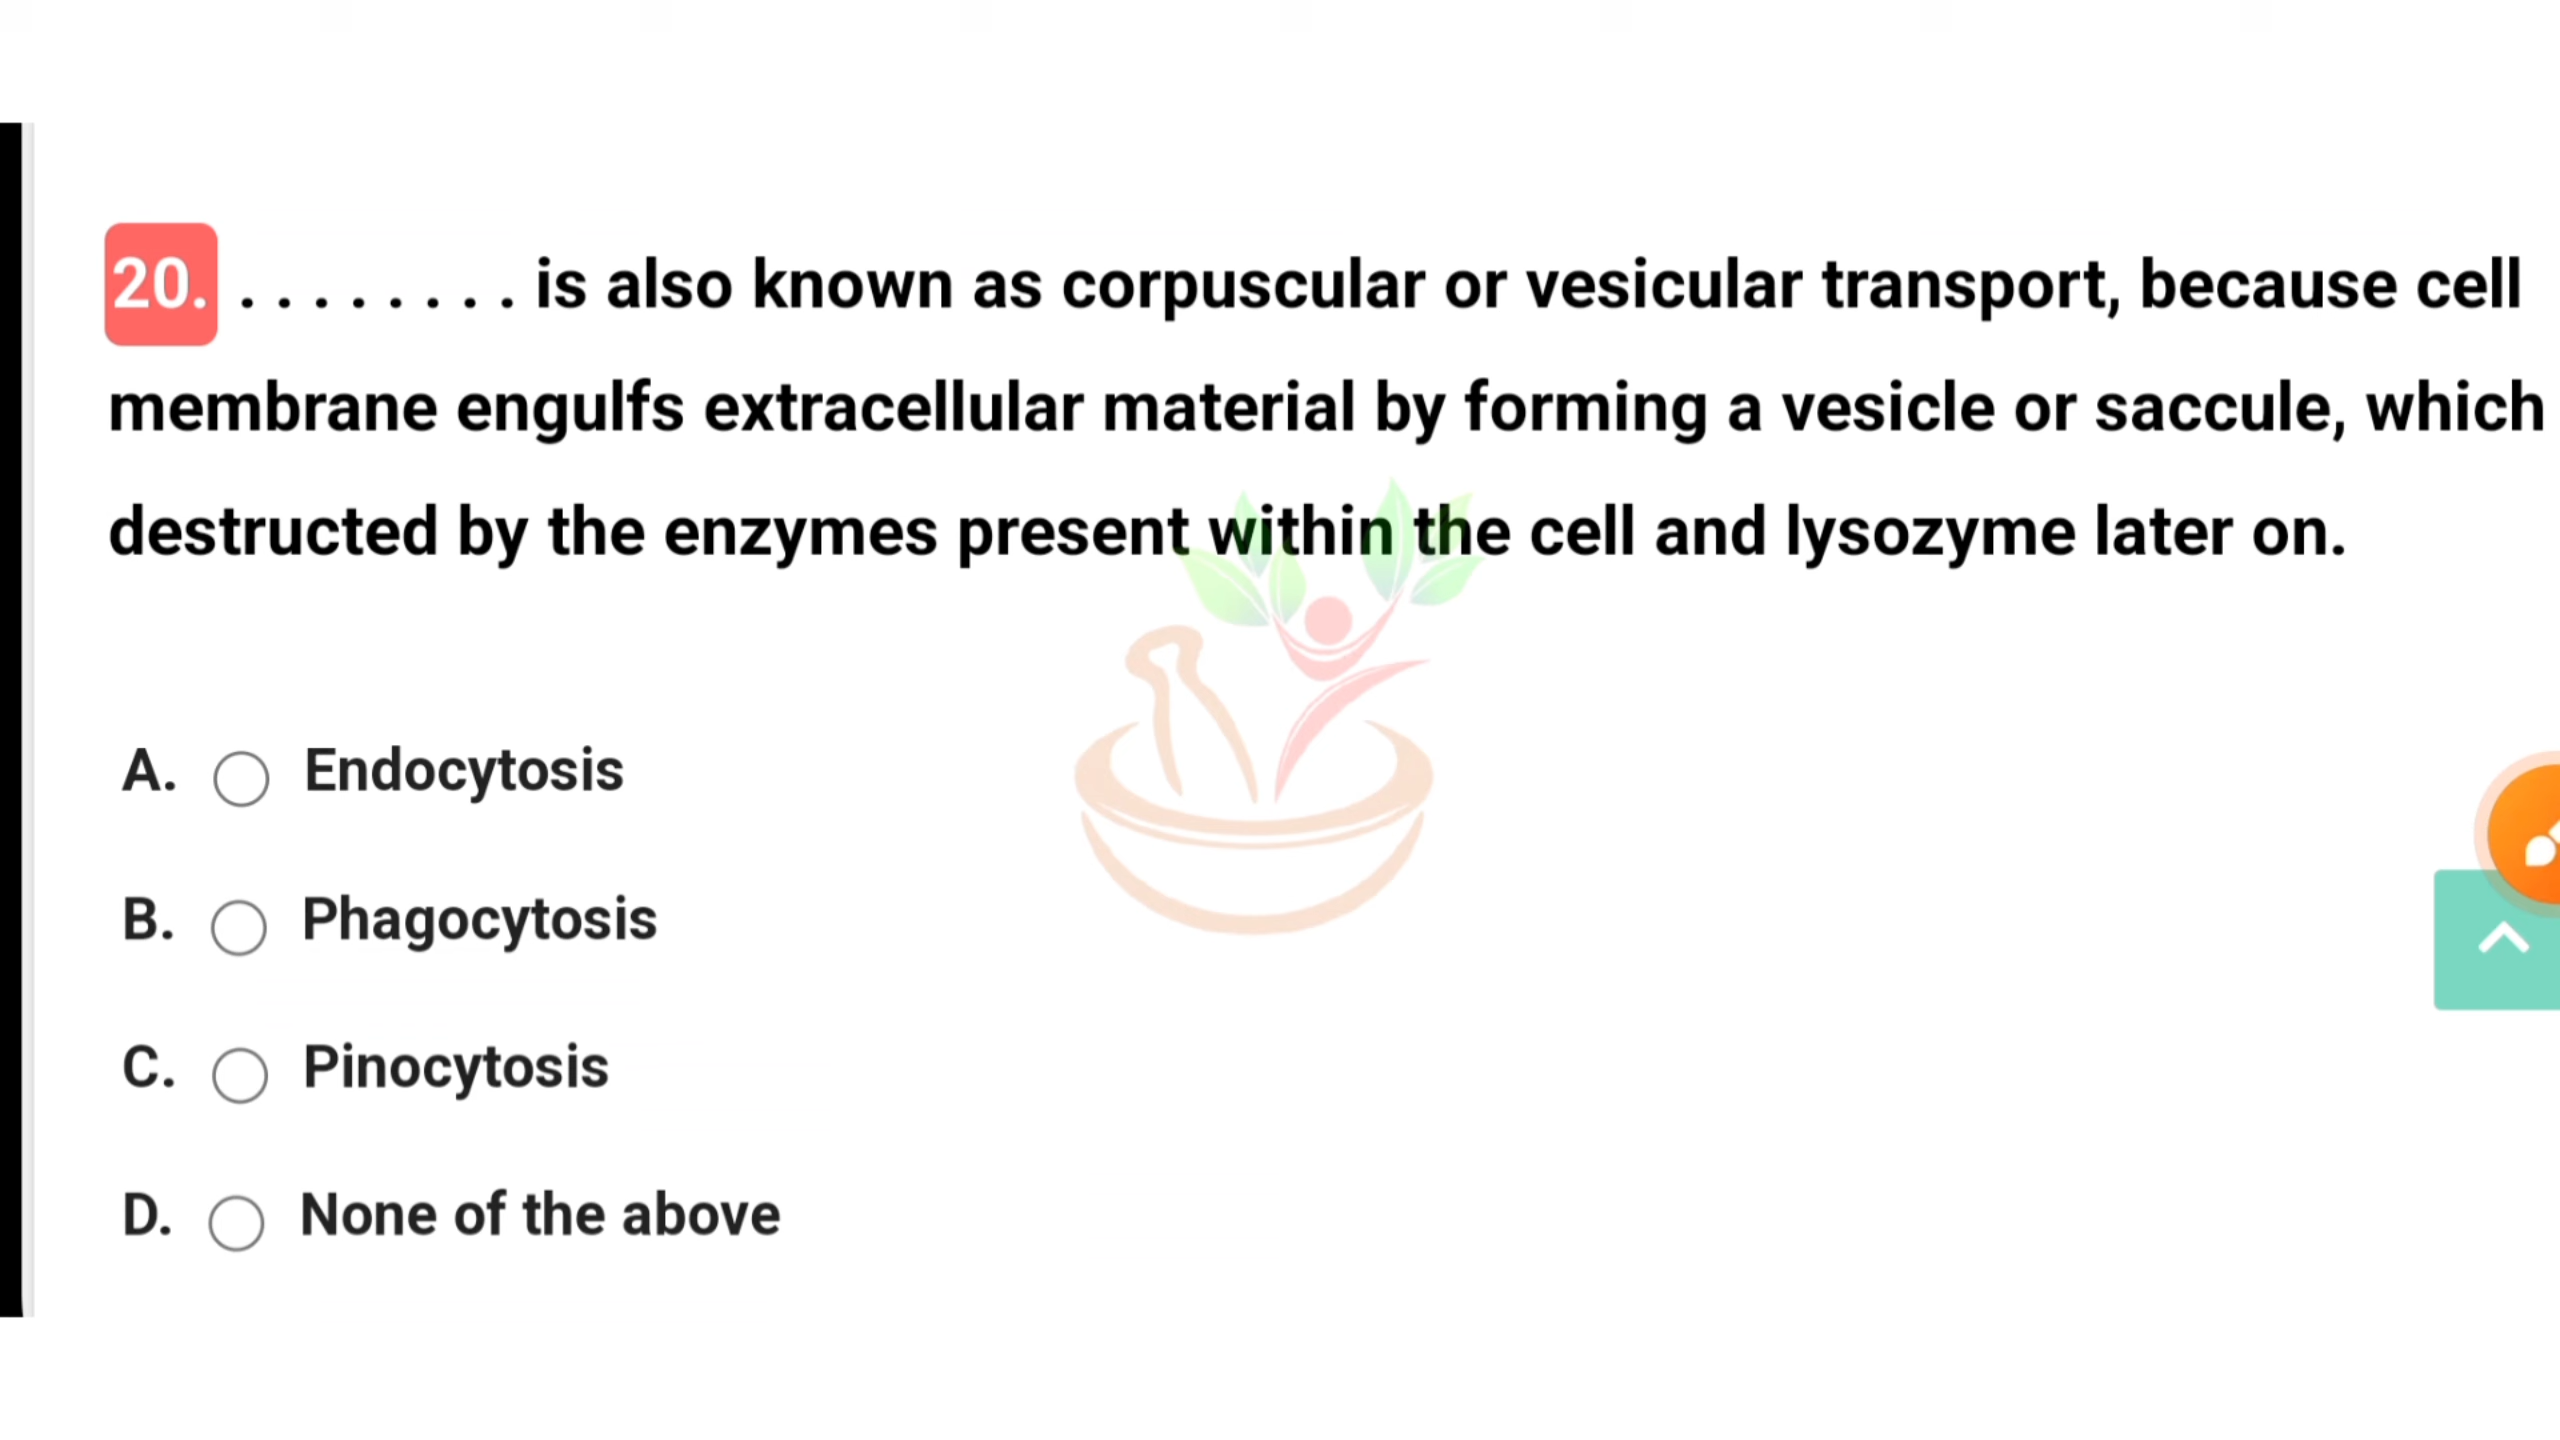 20. . . . . . . . . is also known as corpuscular or vesicular transport, because cell
membrane engulfs extracellular material by forming a vesicle or saccule, which
destructed by the enzymes present within the cell and lysozyme later on.
A. Endocytosis
B. Phagocytosis
C. Pinocytosis
D. None of the above